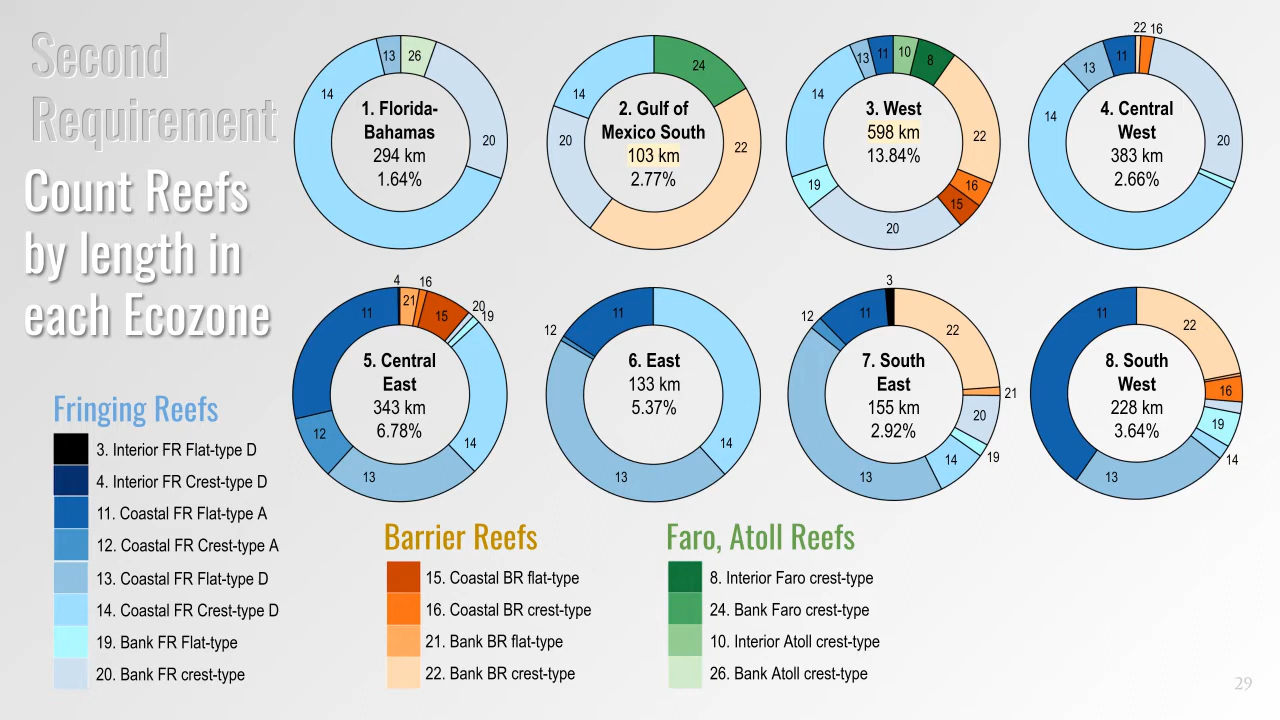 Second
Requirement
Count Reefs
by length in
each Ecozone
13
26
14
20
1. Florida-
Bahamas
294 km
1.64%
24
14
20
22
2. Gulf of
Mexico South
103 km
2.77%
13
11
10
8
14
22
19
16
15
20
3. West
598 km
13.84%
22
16
11
13
14
20
4. Central
West
383 km
2.66%
4
16
21
20
11
15
19
12
14
13
5. Central
East
343 km
6.78%
12
11
14
13
6. East
133 km
5.37%
3
12
11
22
21
20
19
14
13
7. South
East
155 km
2.92%
11
22
16
19
14
13
8. South
West
228 km
3.64%
Fringing Reefs
3. Interior FR Flat-type D
4. Interior FR Crest-type D
11. Coastal FR Flat-type A
12. Coastal FR Crest-type A
13. Coastal FR Flat-type D
14. Coastal FR Crest-type D
19. Bank FR Flat-type
20. Bank FR crest-type
Barrier Reefs
15. Coastal BR flat-type
16. Coastal BR crest-type
21. Bank BR flat-type
22. Bank BR crest-type
Faro, Atoll Reefs
8. Interior Faro crest-type
24. Bank Faro crest-type
10. Interior Atoll crest-type
26. Bank Atoll crest-type
29